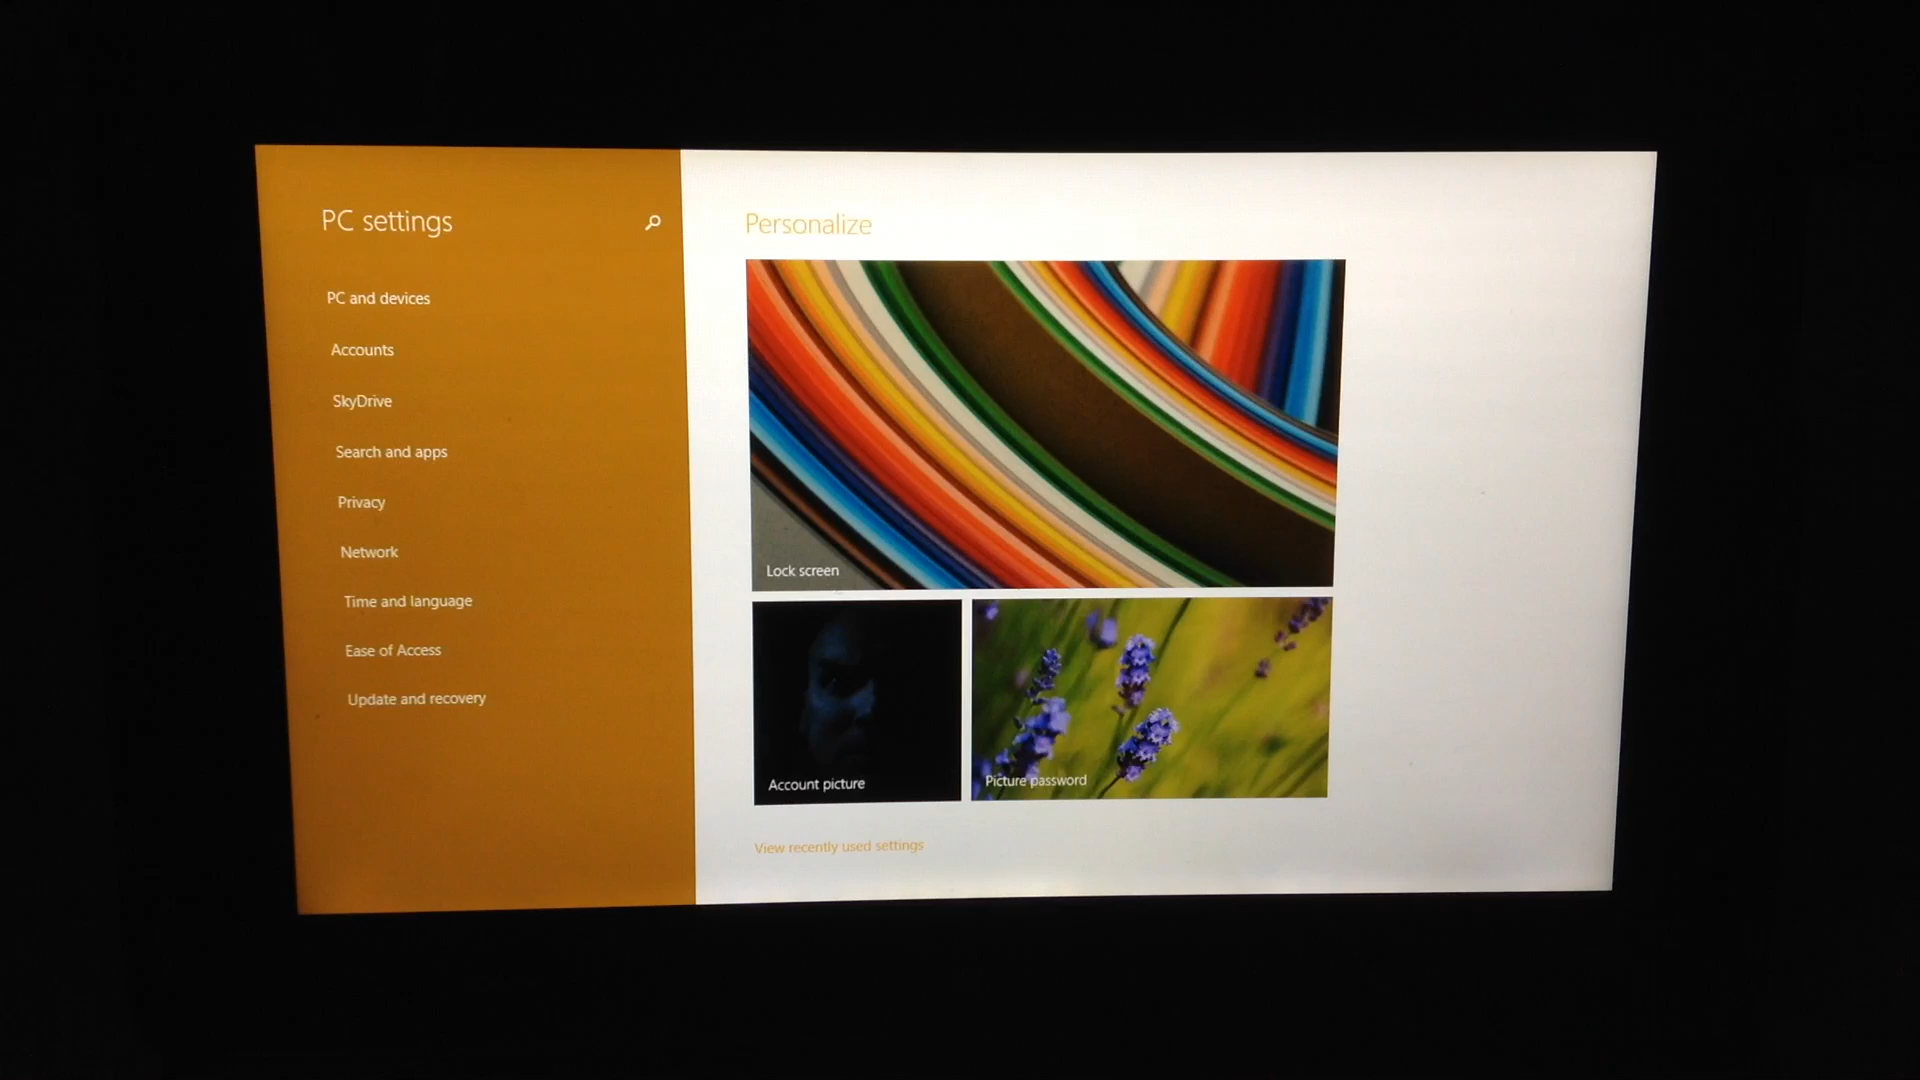 PC settings
PC and devices
Accounts
SkyDrive
Search and apps
Privacy
Network
Time and language
Ease of Access
Update and recovery
Personalize
Lock screen
Account picture
Picture password
View recently used settings